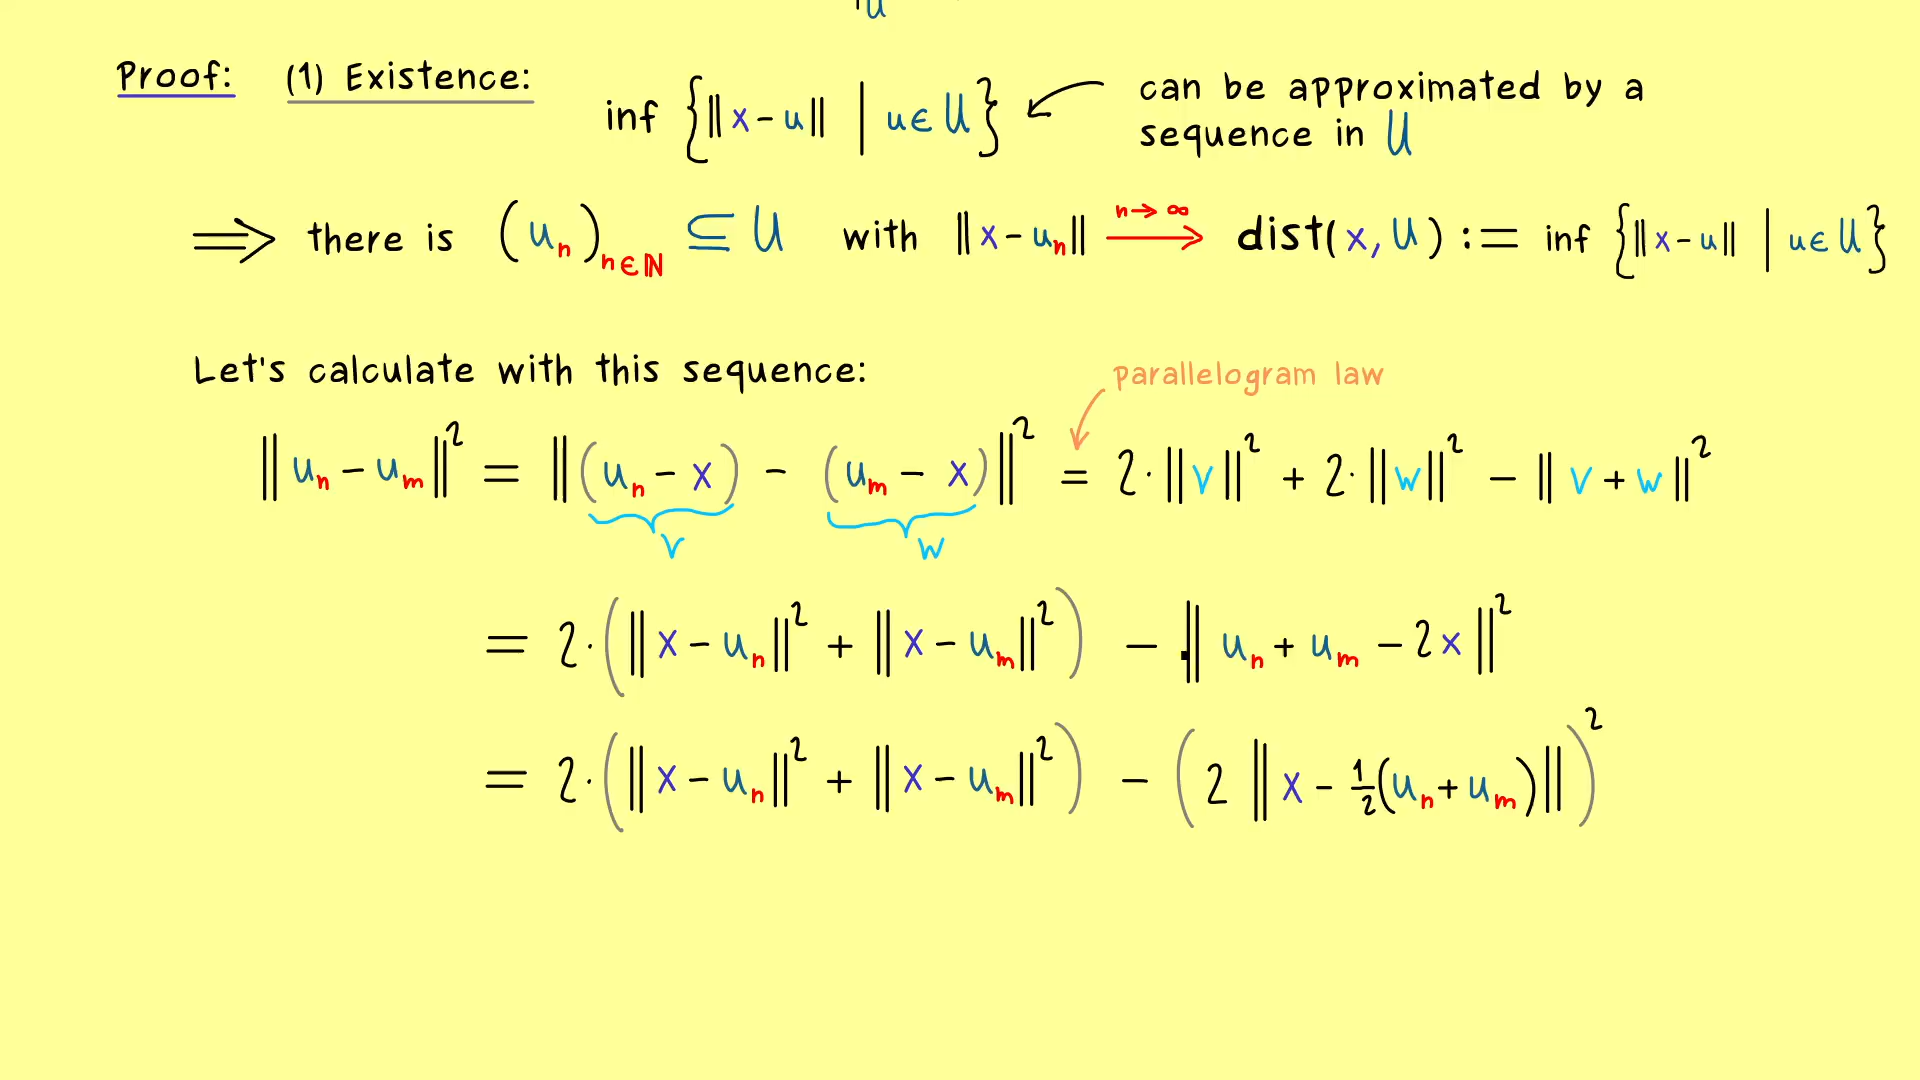 U
Proof: (1) Existence: inf {‖x - u‖ | u ∈ U} can be approximated by a
sequence in U
⟹ there is (uₙ)ₙ∈ℕ ⊆ U with ‖x - uₙ‖ n→∞ ⟶ dist(x, U) := inf {‖x - u‖ | u ∈ U}
Let's calculate with this sequence: parallelogram law
‖uₙ - uₘ‖² = ‖(uₙ - x) - (uₘ - x)‖² = 2·‖v‖² + 2·‖w‖² - ‖v + w‖²
v w
= 2·(‖x - uₙ‖² + ‖x - uₘ‖²) - ‖uₙ + uₘ - 2x‖²
= 2·(‖x - uₙ‖² + ‖x - uₘ‖²) - (2 ‖x - ½(uₙ + uₘ)‖)²